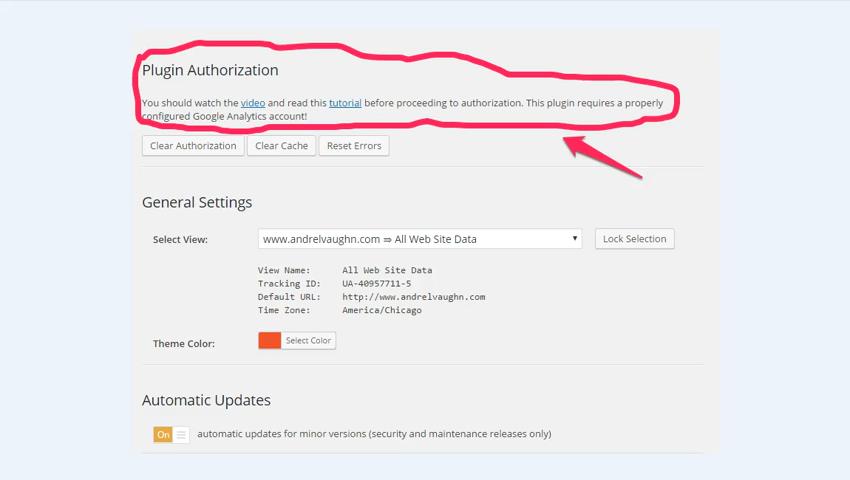 Plugin Authorization
You should watch the video and read this tutorial before proceeding to authorization. This plugin requires a properly
configured Google Analytics account!
Clear Authorization Clear Cache Reset Errors
General Settings
Select View: www.andrelvaughn.com ⇒ All Web Site Data Lock Selection
View Name: All Web Site Data
Tracking ID: UA-40957711-5
Default URL: http://www.andrelvaughn.com
Time Zone: America/Chicago
Theme Color: Select Color
Automatic Updates
On automatic updates for minor versions (security and maintenance releases only)